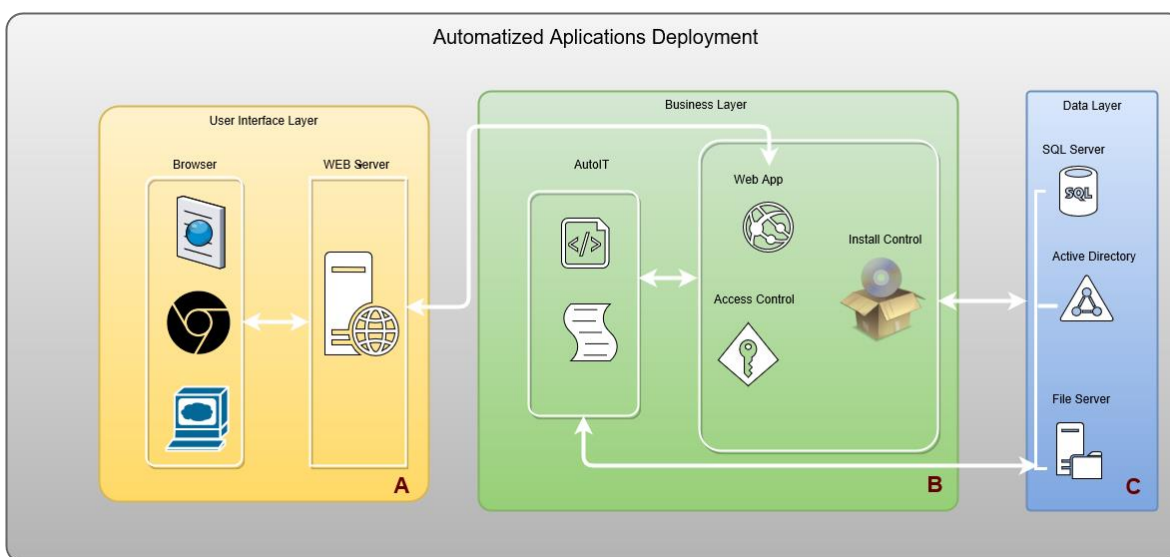 Automatized Aplications Deployment
User Interface Layer
Browser
WEB Server
A
Business Layer
AutoIT
Web App
Install Control
Access Control
B
Data Layer
SQL Server
SQL
Active Directory
File Server
C